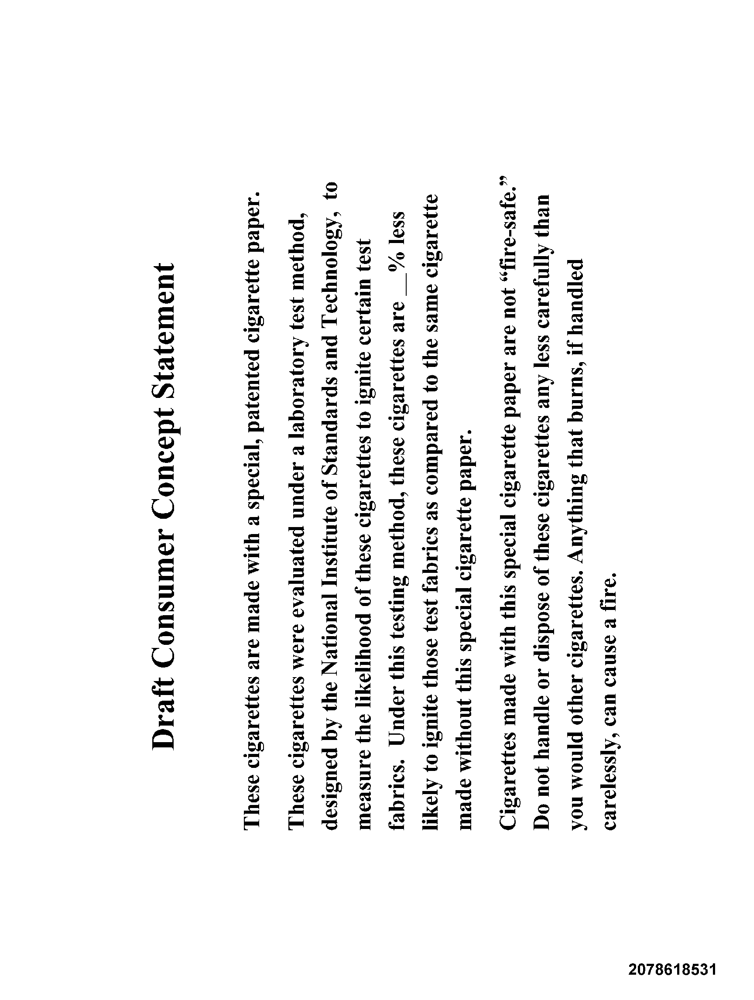 Draft Consumer Concept Statement
These cigarettes are made with a special, patented cigarette paper.
These cigarettes were evaluated under a laboratory test method,
designed by the National Institute of Standards and Technology, to
measure the likelihood of these cigarettes to ignite certain test
fabrics. Under this testing method, these cigarettes are __% less
likely to ignite those test fabrics as compared to the same cigarette
made without this special cigarette paper.
Cigarettes made with this special cigarette paper are not “fire-safe.”
Do not handle or dispose of these cigarettes any less carefully than
you would other cigarettes. Anything that burns, if handled
carelessly, can cause a fire.
2078618531